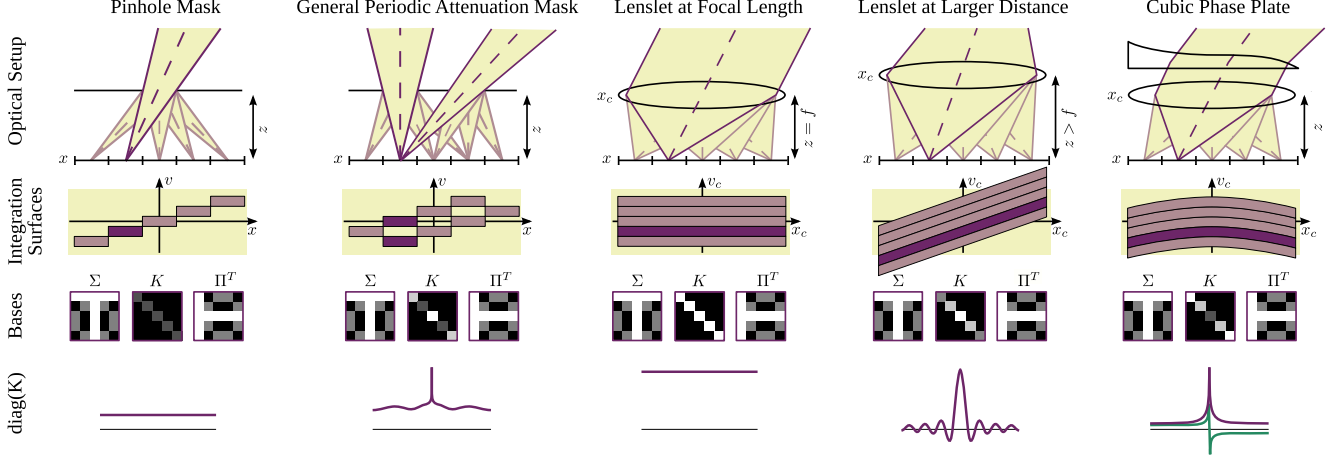 Pinhole Mask
General Periodic Attenuation Mask
Lenslet at Focal Length
Lenslet at Larger Distance
Cubic Phase Plate
Optical Setup
x
z
x
z
x_c
x
z = f
x_c
x
z > f
x_c
x
z
Integration
Surfaces
v
x
v
x
v_c
x_c
v_c
x_c
v_c
x_c
Bases
Σ K Π^T
Σ K Π^T
Σ K Π^T
Σ K Π^T
Σ K Π^T
diag(K)